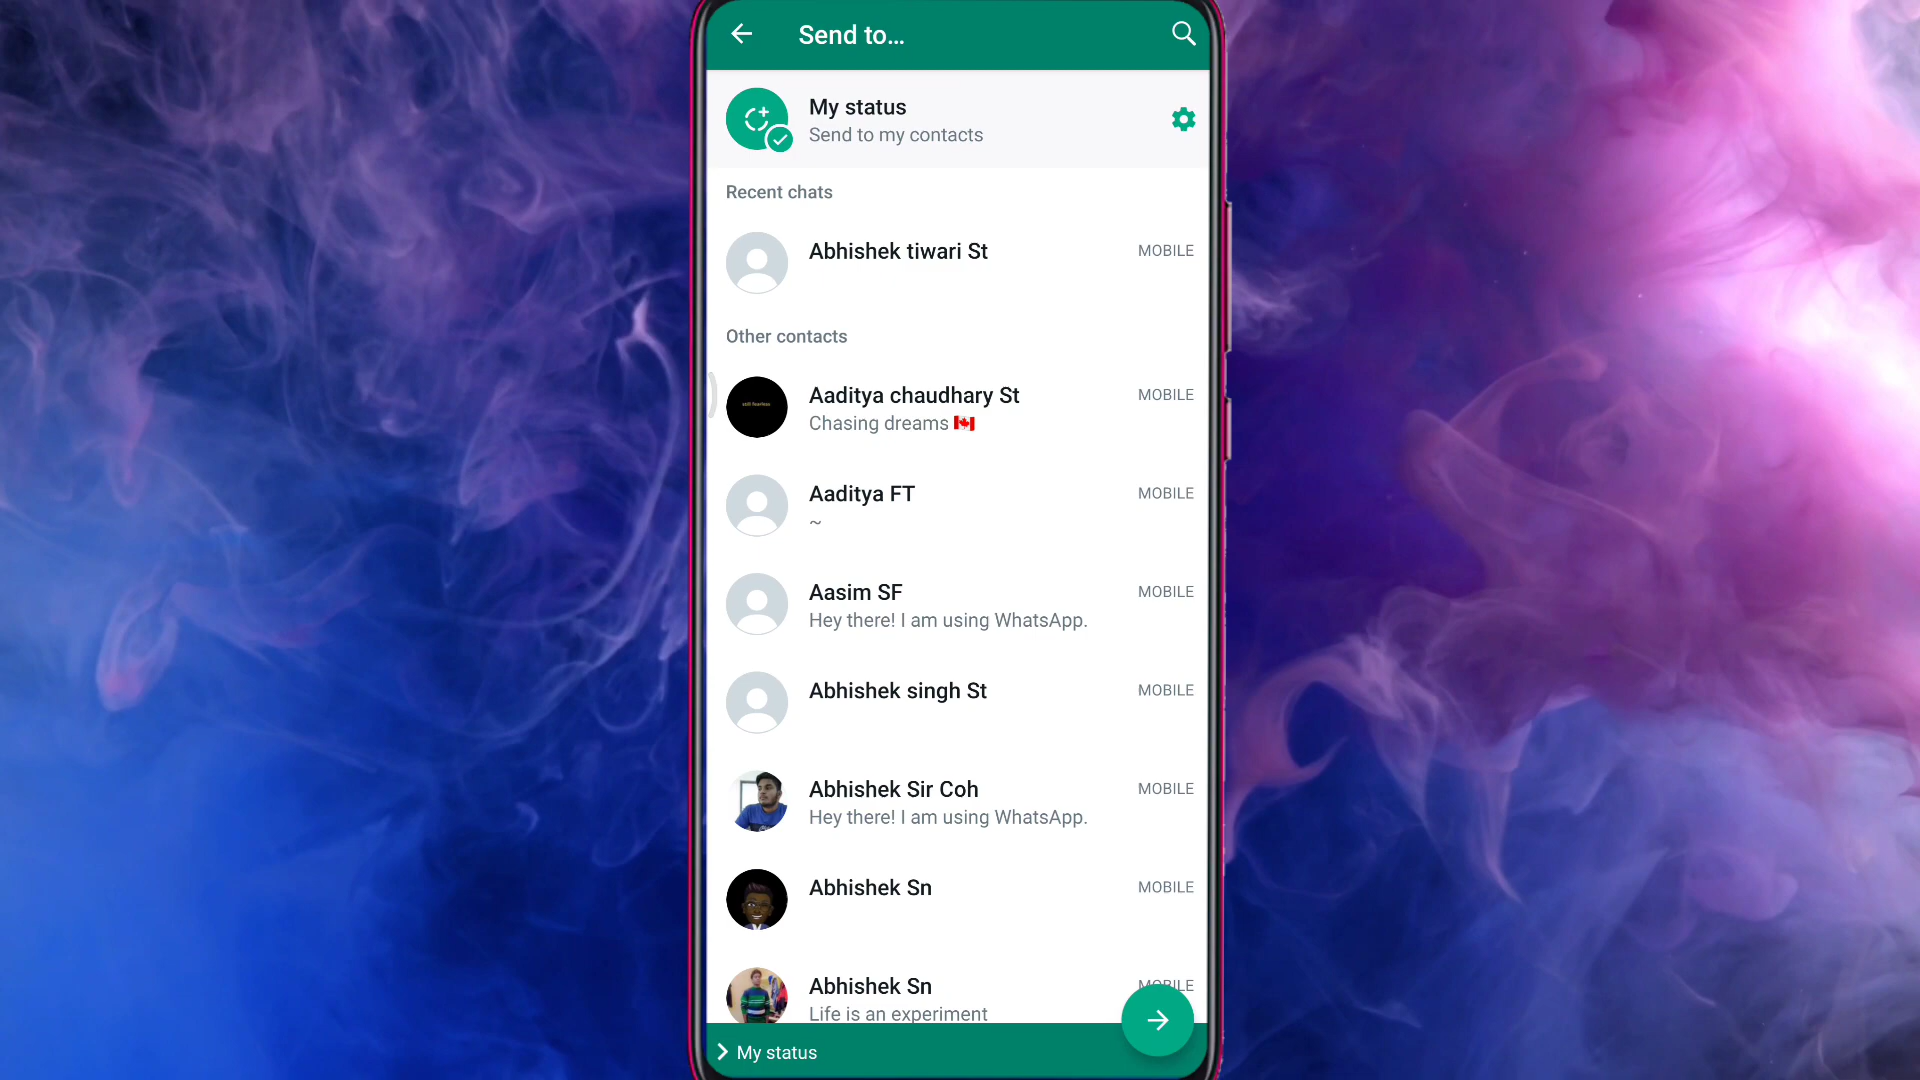 Send to...
My status
Send to my contacts
Recent chats
Abhishek tiwari St MOBILE
Other contacts
Aaditya chaudhary St MOBILE
Chasing dreams 🇨🇦
Aaditya FT MOBILE
~
Aasim SF MOBILE
Hey there! I am using WhatsApp.
Abhishek singh St MOBILE
Abhishek Sir Coh MOBILE
Hey there! I am using WhatsApp.
Abhishek Sn MOBILE
Abhishek Sn MOBILE
Life is an experiment
My status